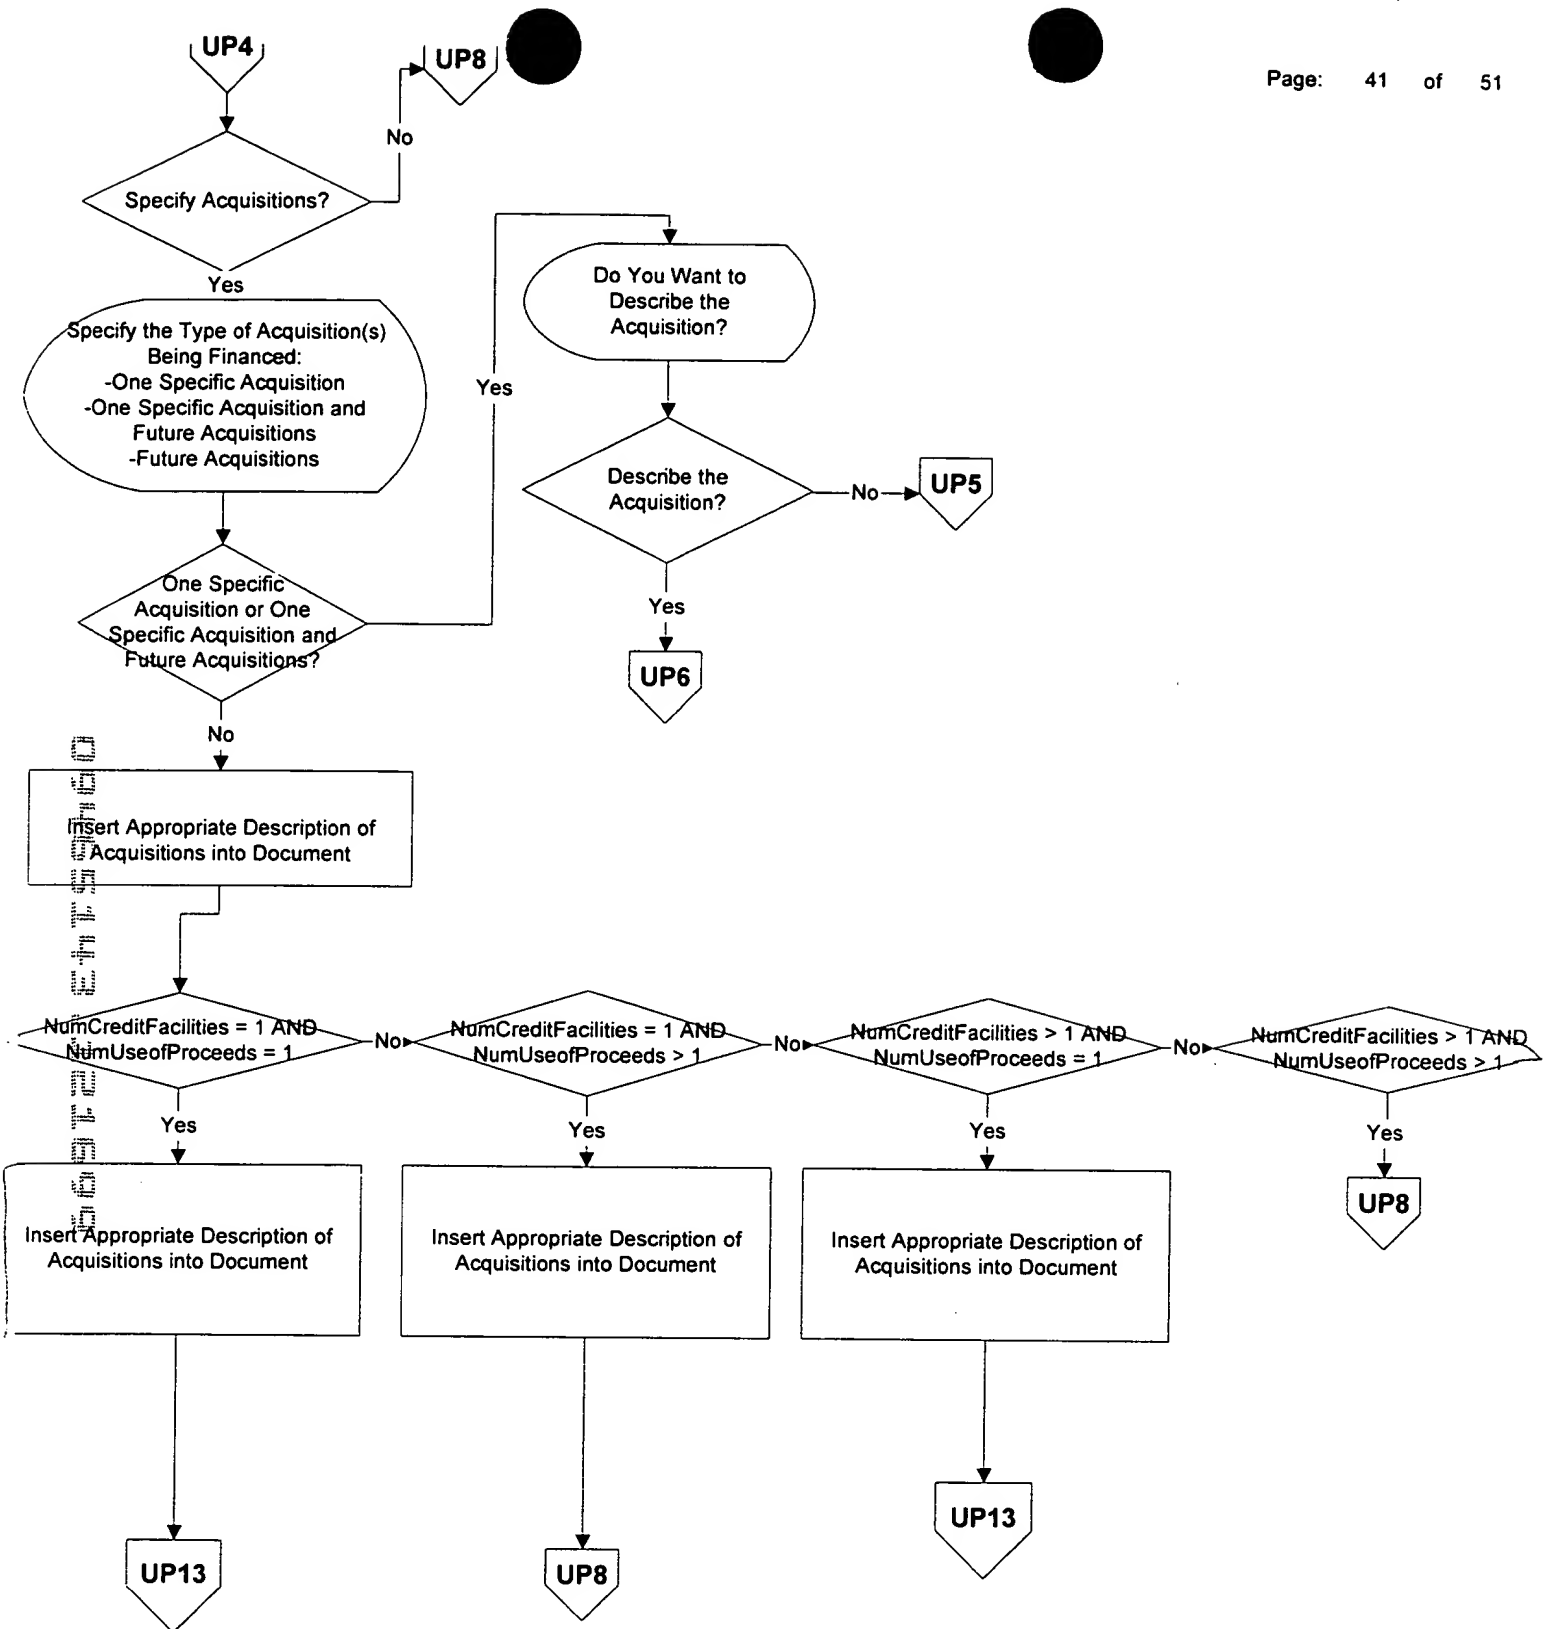 UP4
UP8
Page: 41 of 51
No
Specify Acquisitions?
Yes
Specify the Type of Acquisition(s)
Being Financed:
-One Specific Acquisition
-One Specific Acquisition and
Future Acquisitions
-Future Acquisitions
Do You Want to
Describe the
Acquisition?
Yes
Describe the
Acquisition?
No
UP5
Yes
UP6
One Specific
Acquisition or One
Specific Acquisition and
Future Acquisitions?
No
Insert Appropriate Description of
Acquisitions into Document
NumCreditFacilities = 1 AND
NumUseofProceeds = 1
No
NumCreditFacilities = 1 AND
NumUseofProceeds > 1
No
NumCreditFacilities > 1 AND
NumUseofProceeds = 1
No
NumCreditFacilities > 1 AND
NumUseofProceeds > 1
Yes
Yes
Yes
Yes
UP8
Insert Appropriate Description of
Acquisitions into Document
Insert Appropriate Description of
Acquisitions into Document
Insert Appropriate Description of
Acquisitions into Document
UP13
UP8
UP13